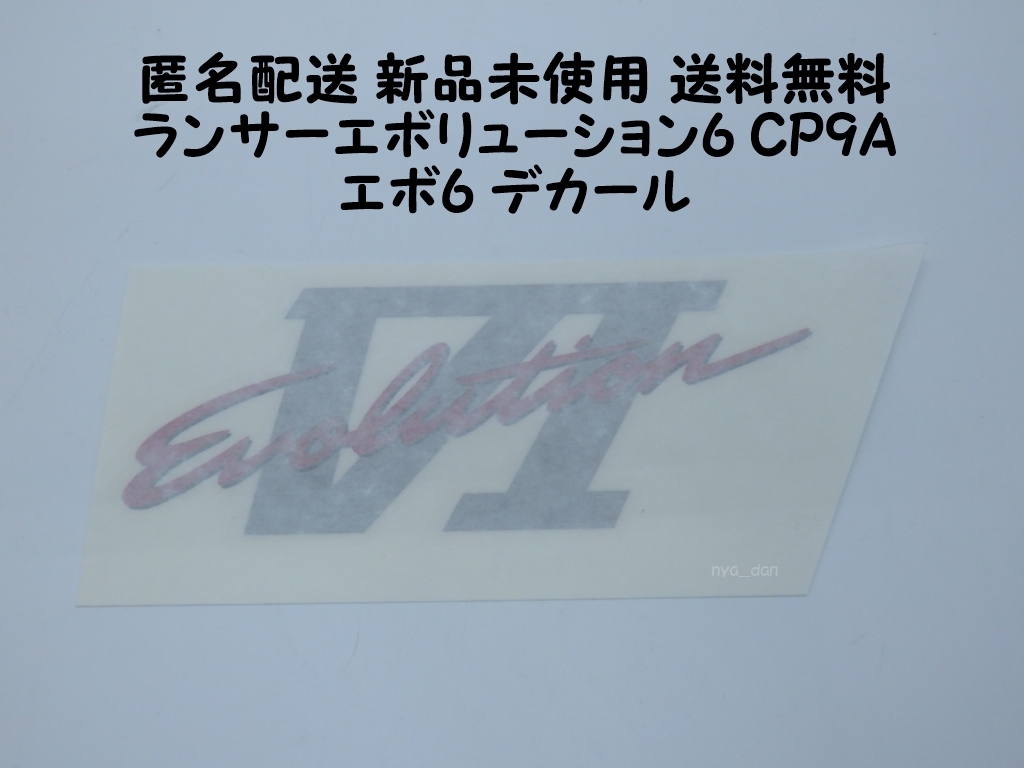 匿名配送 新品未使用 送料無料
ランサーエボリューション6 CP9A
エボ6 デカール
VI
Evolution
nya_dan